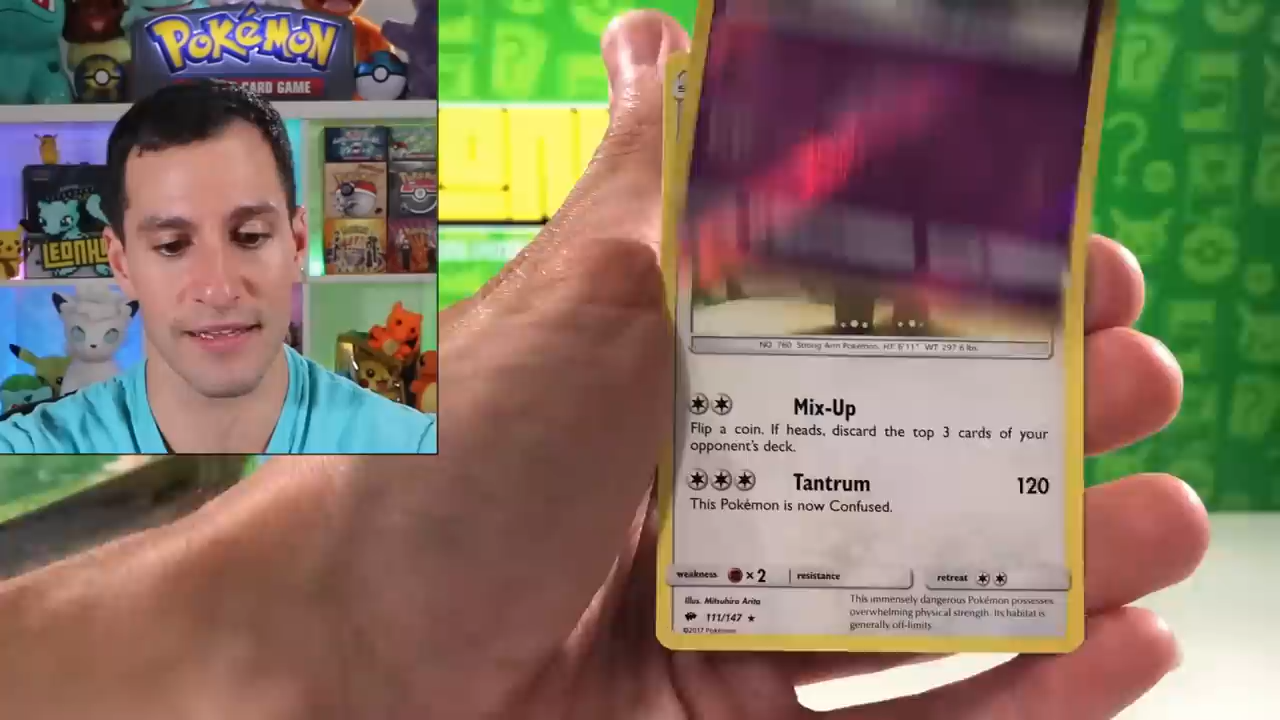 POKéMON
CARD GAME
LEONH
NO. 760 Strong Arm Pokémon. HT: 6'11" WT: 297.6 lbs.
Mix-Up
Flip a coin. If heads, discard the top 3 cards of your
opponent's deck.
Tantrum 120
This Pokémon is now Confused.
weakness ×2 resistance retreat
Illus. Mitsuhiro Arita
111/147 ★
©2017 Pokémon
This immensely dangerous Pokémon possesses
overwhelming physical strength. Its habitat is
generally off-limits.